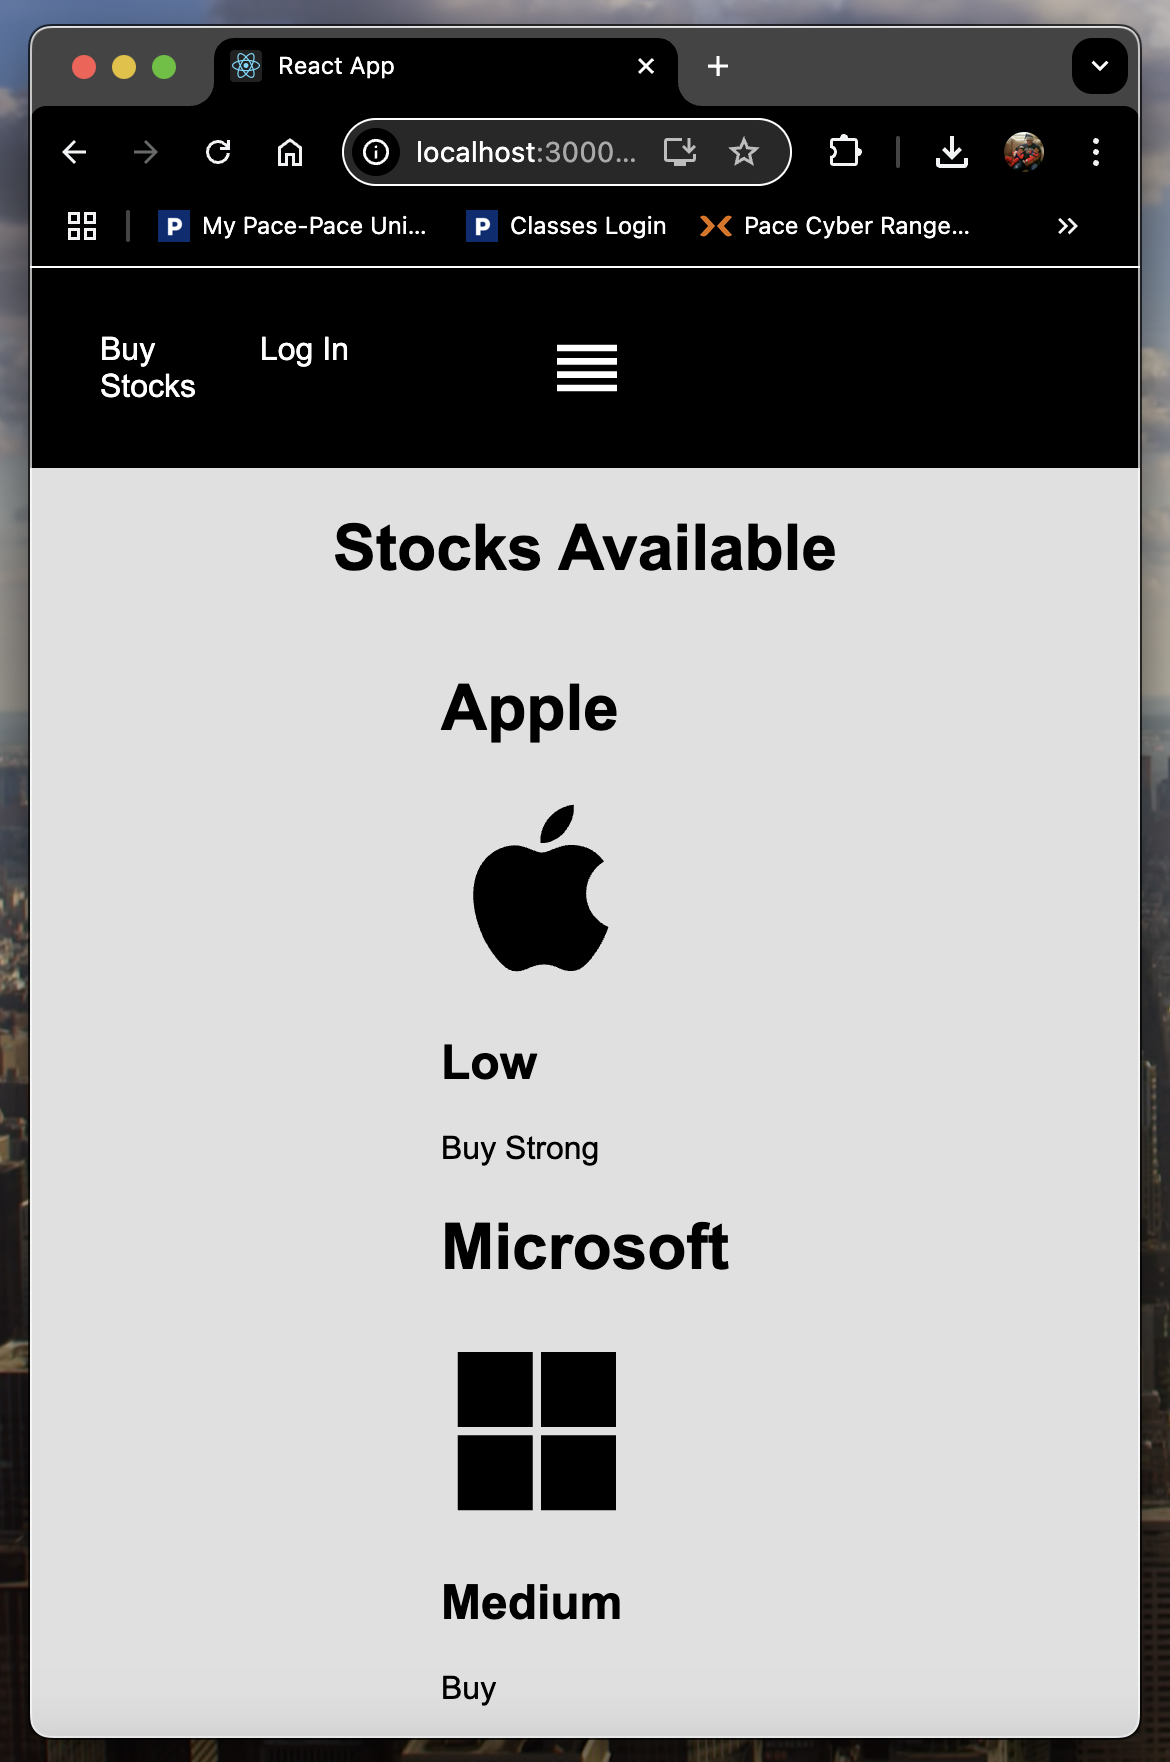 React App
localhost:3000...
My Pace-Pace Uni...
Classes Login
Pace Cyber Range...
Buy
Stocks
Log In
Stocks Available
Apple
Low
Buy Strong
Microsoft
Medium
Buy